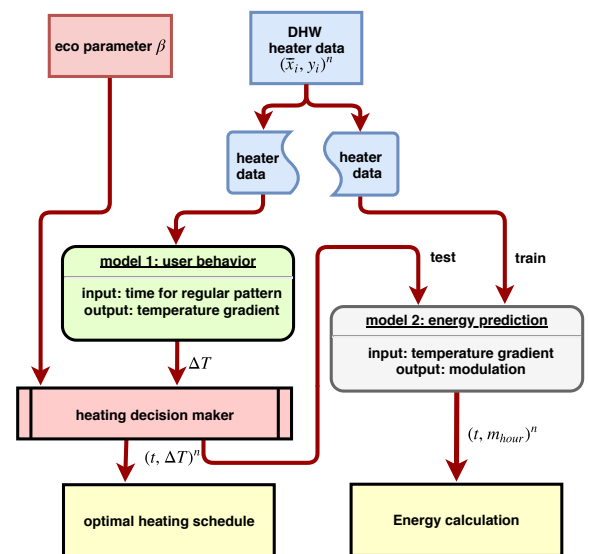 eco parameter β
DHW
heater data
(x̅ᵢ, yᵢ)ⁿ
heater
data
heater
data
model 1: user behavior
input: time for regular pattern
output: temperature gradient
test
train
model 2: energy prediction
input: temperature gradient
output: modulation
ΔT
heating decision maker
(t, ΔT)ⁿ
(t, m_hour)ⁿ
optimal heating schedule
Energy calculation